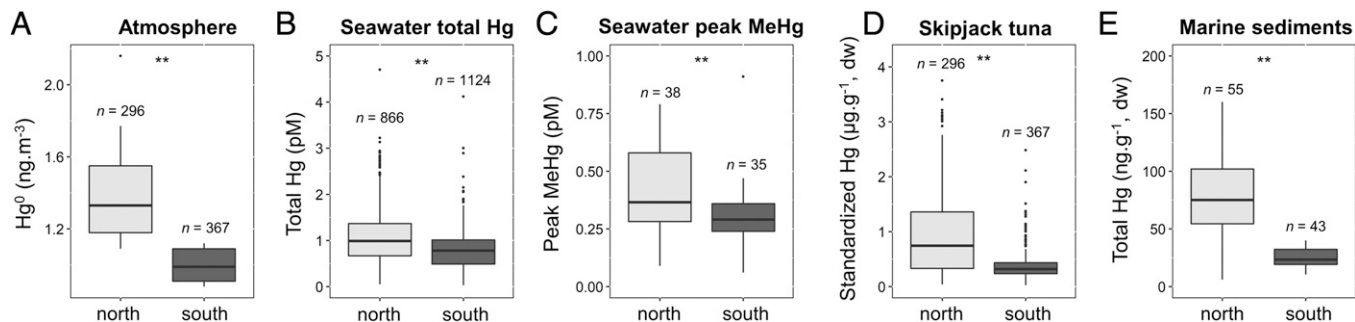 A Atmosphere
Hg⁰ (ng.m⁻³)
2.0
1.6
1.2
**
n = 296
n = 367
north south
B Seawater total Hg
Total Hg (pM)
5
4
3
2
1
0
**
n = 866
n = 1124
north south
C Seawater peak MeHg
Peak MeHg (pM)
1.00
0.75
0.50
0.25
0.00
**
n = 38
n = 35
north south
D Skipjack tuna
Standardized Hg (µg.g⁻¹, dw)
4
3
2
1
0
n = 296 **
n = 367
north south
E Marine sediments
Total Hg (ng.g⁻¹, dw)
200
150
100
50
0
**
n = 55
n = 43
north south